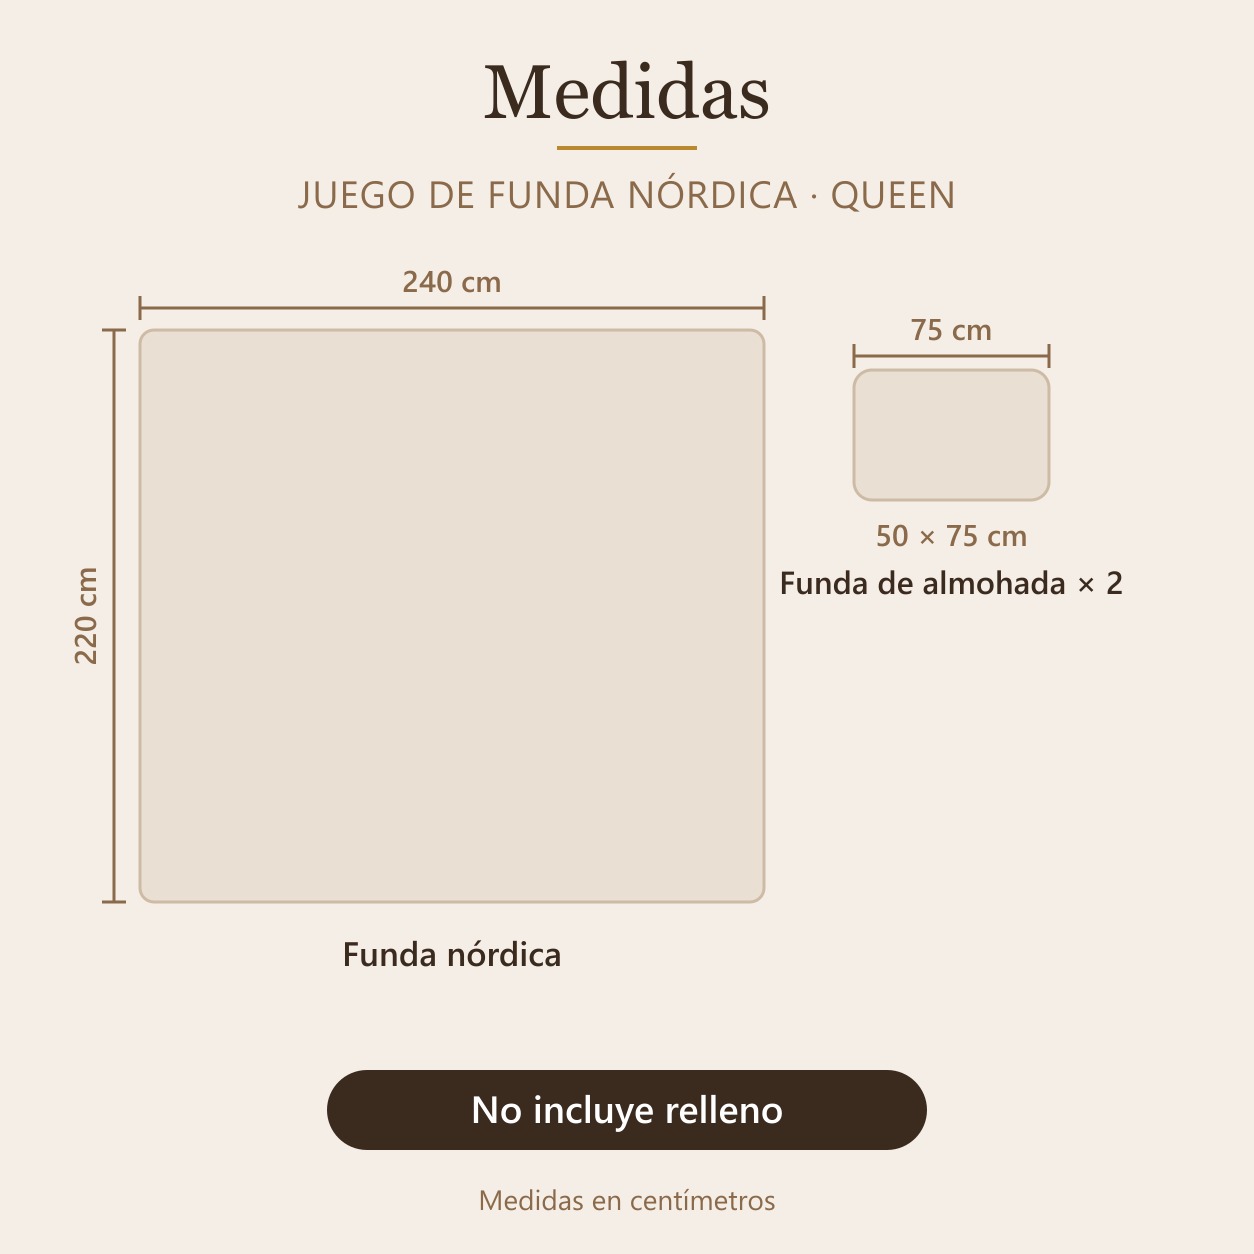 Medidas
JUEGO DE FUNDA NÓRDICA · QUEEN
240 cm
75 cm
220 cm
50 × 75 cm
Funda de almohada × 2
Funda nórdica
No incluye relleno
Medidas en centímetros